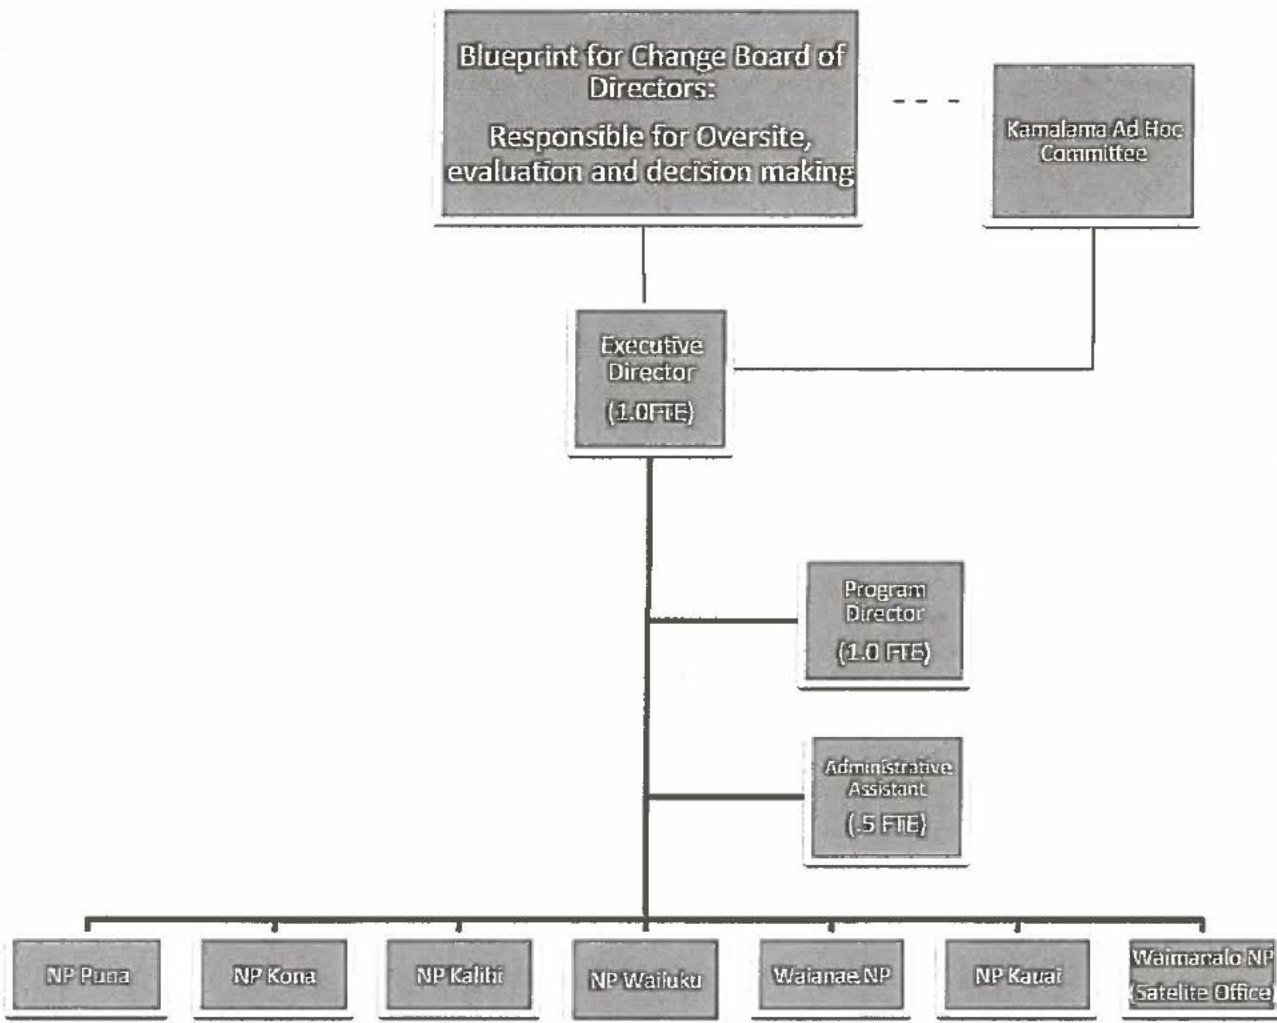 Blueprint for Change Board of
Directors:
Responsible for Oversite,
evaluation and decision making
Kamalama Ad Hoc
Committee
Executive
Director
(1.0FTE)
Program
Director
(1.0 FTE)
Administrative
Assistant
(.5 FTE)
NP Puna
NP Kona
NP Kalihi
NP Wailuku
Waianae NP
NP Kauai
Waimanalo NP
(Satelite Office)